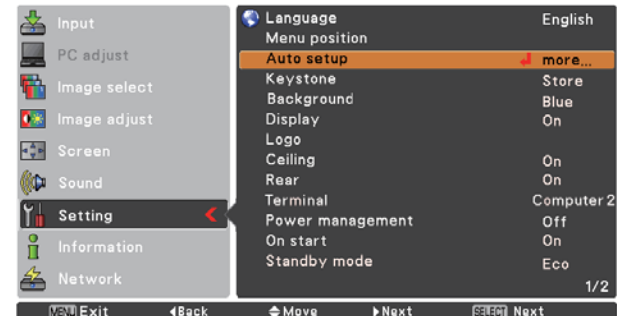 Input
PC adjust
Image select
Image adjust
Screen
Sound
Setting
Information
Network
Language English
Menu position
Auto setup more...
Keystone Store
Background Blue
Display On
Logo
Ceiling On
Rear On
Terminal Computer 2
Power management Off
On start On
Standby mode Eco
1/2
MENU Exit Back Move Next SELECT Next